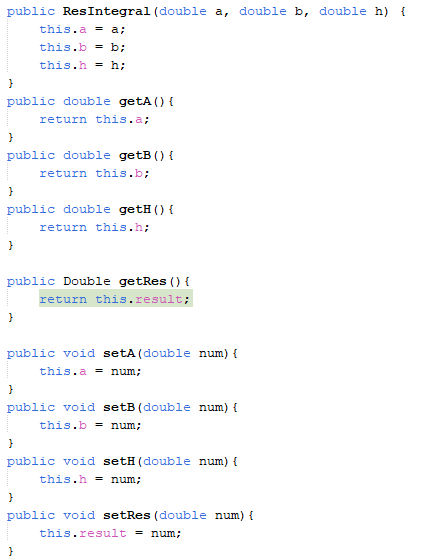 public ResIntegral(double a, double b, double h) {
    this.a = a;
    this.b = b;
    this.h = h;
}
public double getA(){
    return this.a;
}
public double getB(){
    return this.b;
}
public double getH(){
    return this.h;
}

public Double getRes(){
    return this.result;
}

public void setA(double num){
    this.a = num;
}
public void setB(double num){
    this.b = num;
}
public void setH(double num){
    this.h = num;
}
public void setRes(double num){
    this.result = num;
}